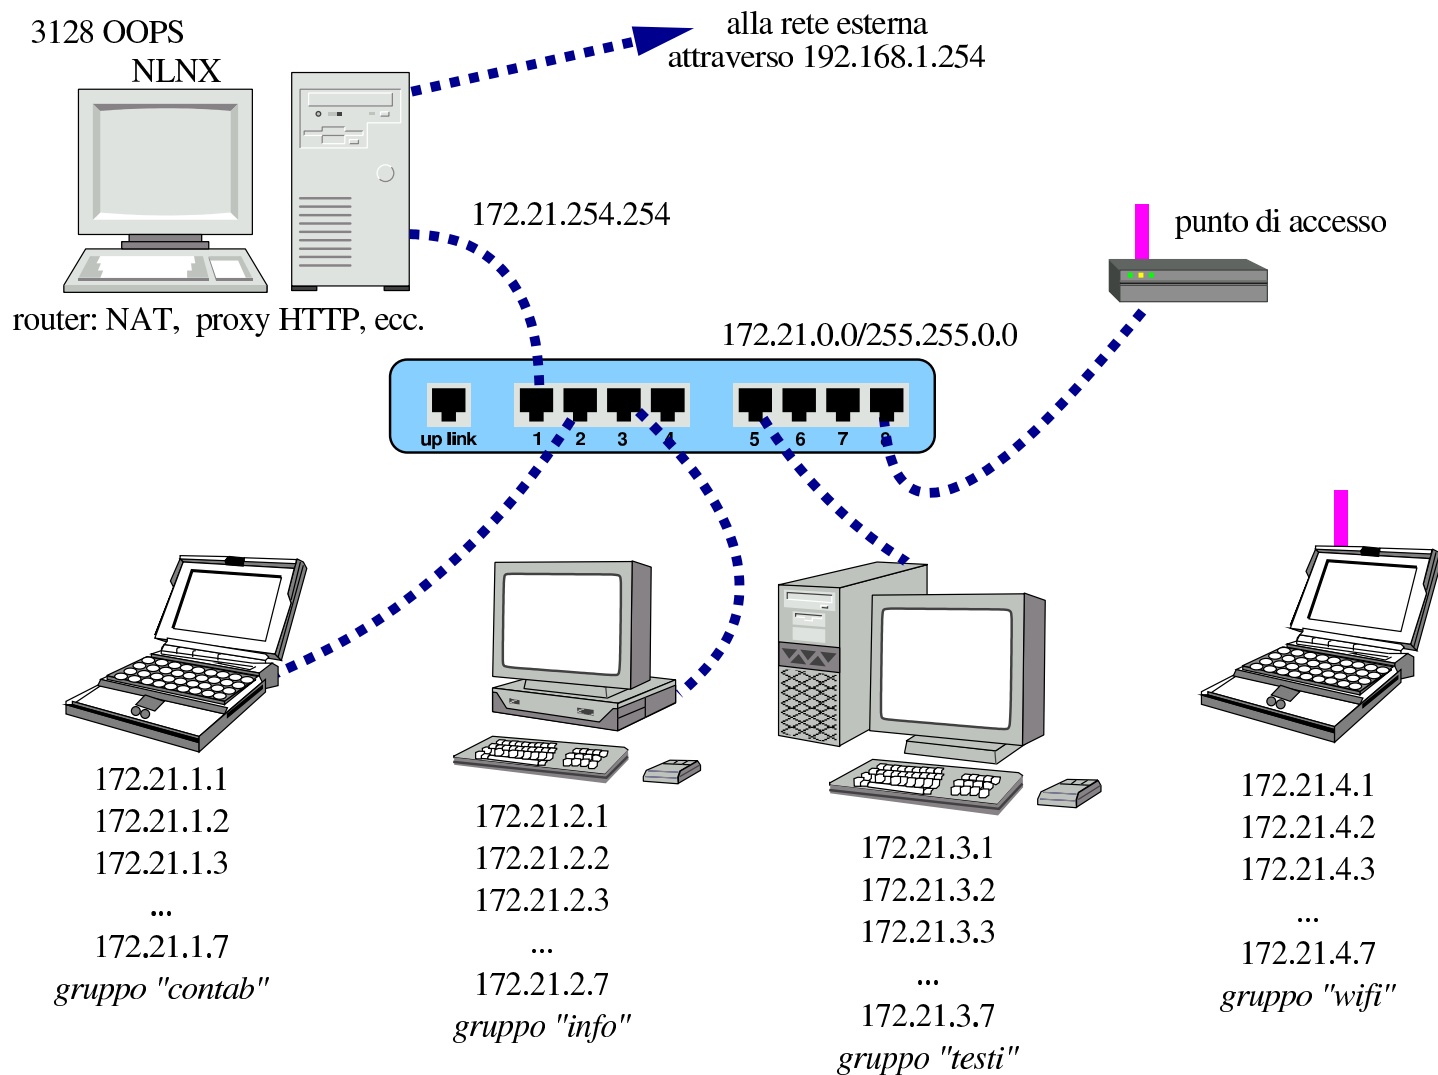 3128 OOPS
NLNX
alla rete esterna
attraverso 192.168.1.254
172.21.254.254
punto di accesso
router: NAT, proxy HTTP, ecc.
172.21.0.0/255.255.0.0
up link
1
2
3
4
5
6
7
8
172.21.1.1
172.21.1.2
172.21.1.3
...
172.21.1.7
gruppo "contab"
172.21.2.1
172.21.2.2
172.21.2.3
...
172.21.2.7
gruppo "info"
172.21.3.1
172.21.3.2
172.21.3.3
...
172.21.3.7
gruppo "testi"
172.21.4.1
172.21.4.2
172.21.4.3
...
172.21.4.7
gruppo "wifi"